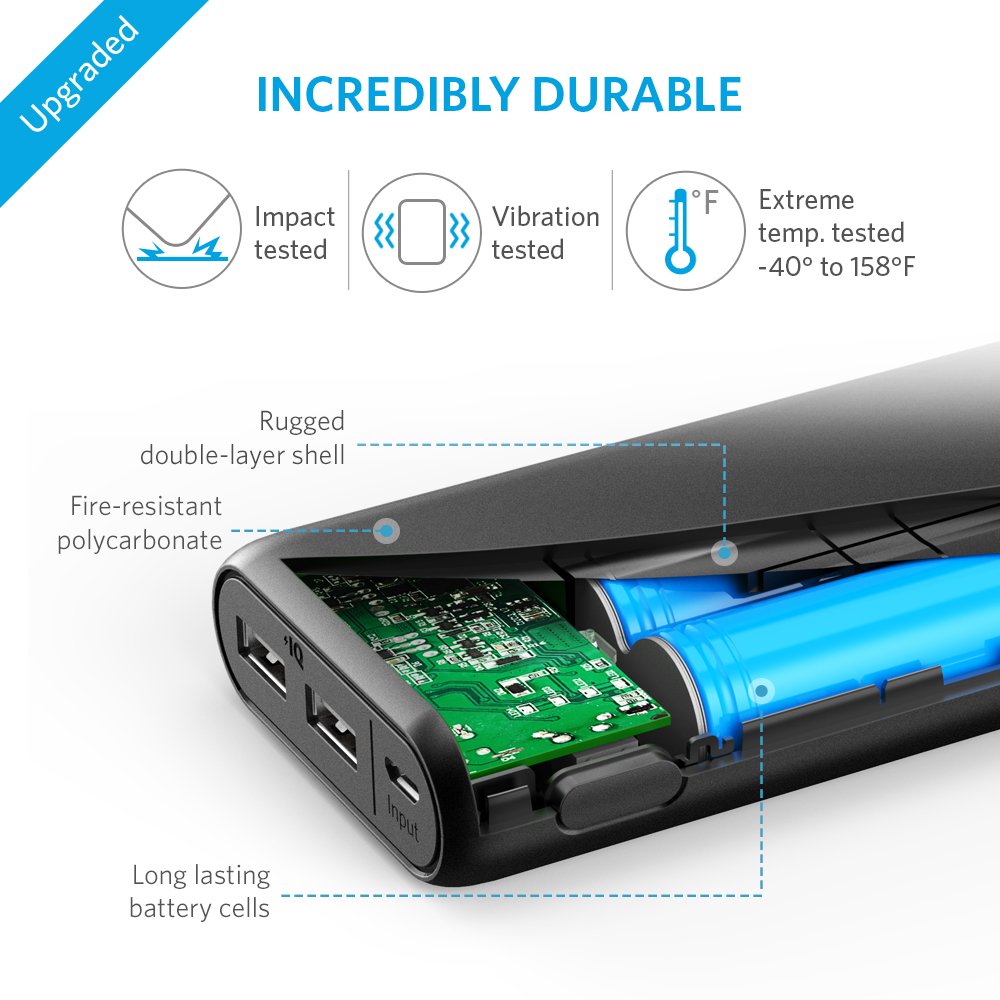 Upgraded
INCREDIBLY DURABLE
Impact
tested
Vibration
tested
°F
Extreme
temp. tested
-40° to 158°F
Rugged
double-layer shell
Fire-resistant
polycarbonate
IQ
Input
Long lasting
battery cells